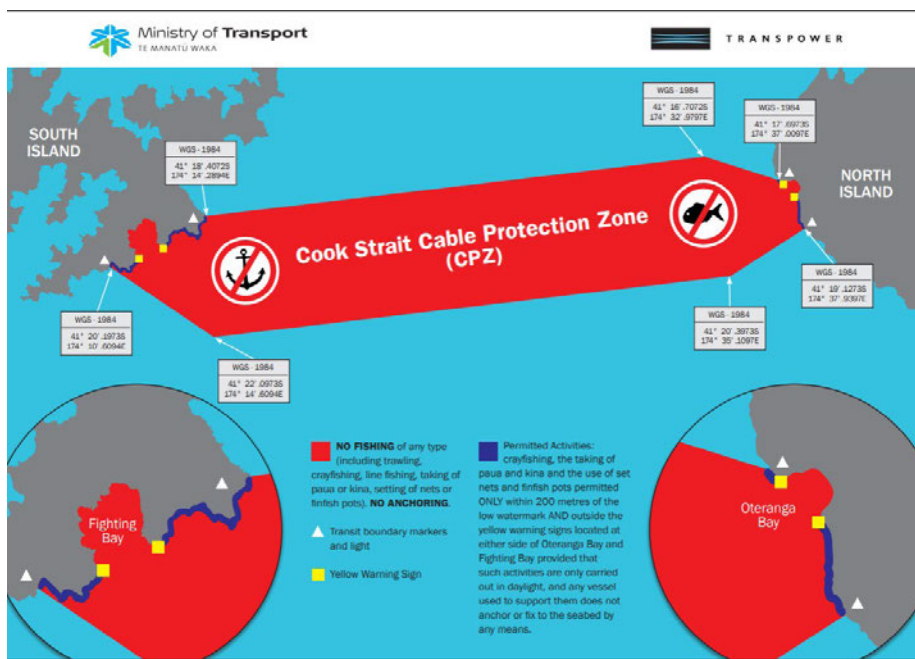 Ministry of Transport
TE MANATŪ WAKA
TRANSPOWER
SOUTH
ISLAND
WGS - 1984
41° 18'.4072S
174° 14'.2894E
WGS - 1984
41° 16'.7072S
174° 32'.9797E
WGS - 1984
41° 17'.6973S
174° 37'.0097E
NORTH
ISLAND
Cook Strait Cable Protection Zone
(CPZ)
WGS - 1984
41° 20'.1973S
174° 10'.6094E
WGS - 1984
41° 22'.0973S
174° 14'.6094E
WGS - 1984
41° 19'.1273S
174° 37'.9397E
WGS - 1984
41° 20'.3973S
174° 35'.1097E
Fighting
Bay
NO FISHING of any type
(including trawling,
crayfishing, line fishing, taking of
paua or kina, setting of nets or
finfish pots). NO ANCHORING.
Transit boundary markers
and light
Yellow Warning Sign
Permitted Activities:
crayfishing, the taking of
paua and kina and the use of set
nets and finfish pots permitted
ONLY within 200 metres of the
low watermark AND outside the
yellow warning signs located at
either side of Oteranga Bay and
Fighting Bay provided that
such activities are only carried
out in daylight, and any vessel
used to support them does not
anchor or fix to the seabed by
any means.
Oteranga
Bay